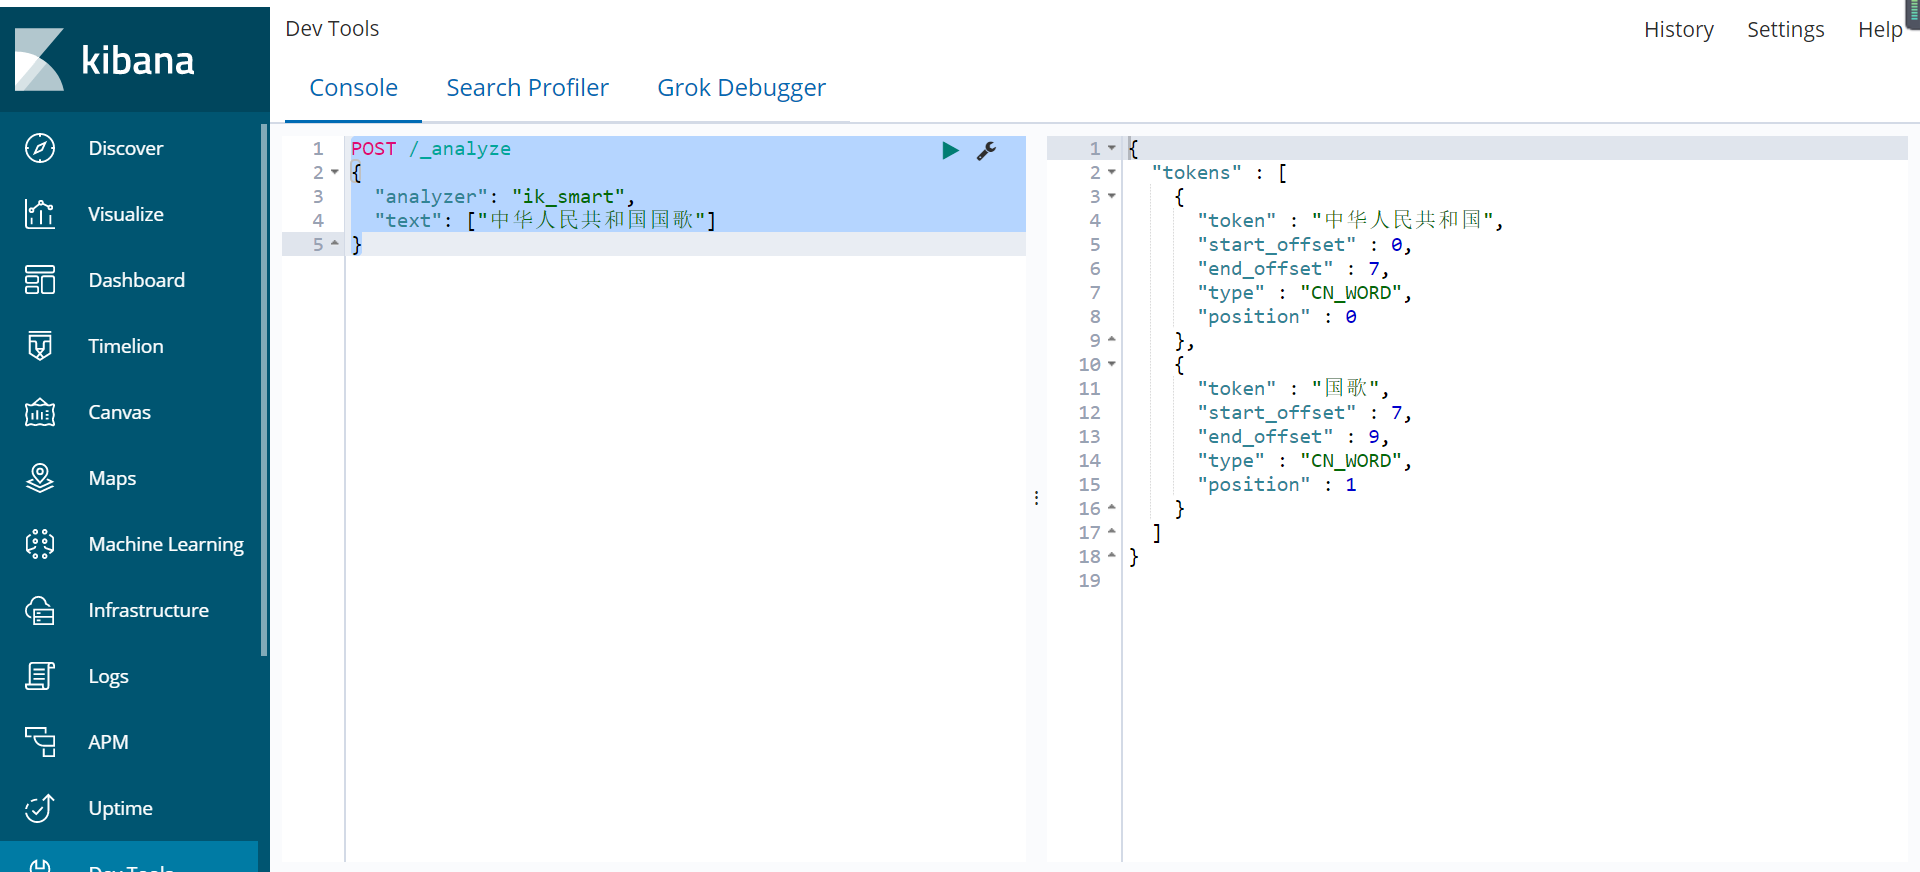 kibana
Discover
Visualize
Dashboard
Timelion
Canvas
Maps
Machine Learning
Infrastructure
Logs
APM
Uptime
Dev Tools
Dev Tools
History Settings Help
Console Search Profiler Grok Debugger
1 POST /_analyze
2 {
3 "analyzer": "ik_smart",
4 "text": ["中华人民共和国国歌"]
5 }
1 {
2 "tokens" : [
3 {
4 "token" : "中华人民共和国",
5 "start_offset" : 0,
6 "end_offset" : 7,
7 "type" : "CN_WORD",
8 "position" : 0
9 },
10 {
11 "token" : "国歌",
12 "start_offset" : 7,
13 "end_offset" : 9,
14 "type" : "CN_WORD",
15 "position" : 1
16 }
17 ]
18 }
19